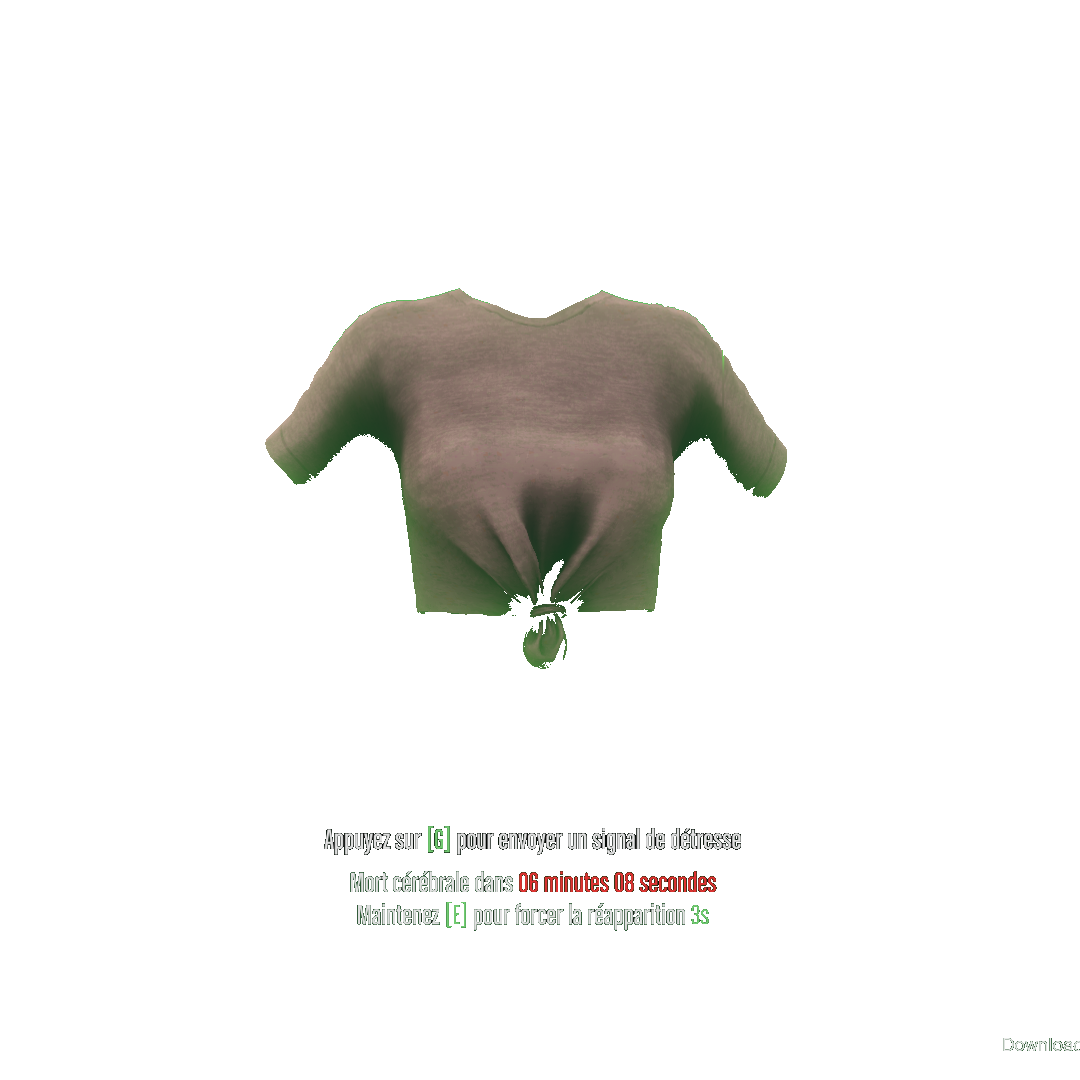 Appuyez sur [G] pour envoyer un signal de détresse
Mort cérébrale dans 06 minutes 08 secondes
Maintenez [E] pour forcer la réapparition 3s
Download